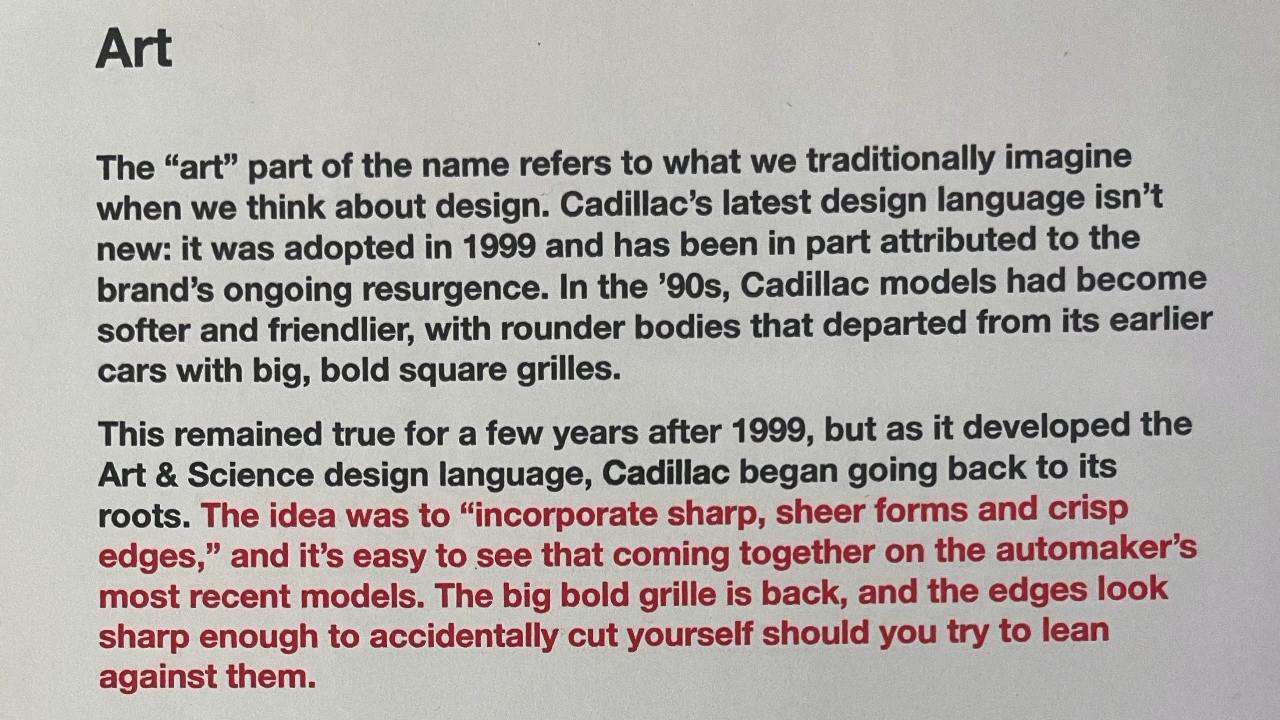 Art
The “art” part of the name refers to what we traditionally imagine
when we think about design. Cadillac’s latest design language isn’t
new: it was adopted in 1999 and has been in part attributed to the
brand’s ongoing resurgence. In the ’90s, Cadillac models had become
softer and friendlier, with rounder bodies that departed from its earlier
cars with big, bold square grilles.
This remained true for a few years after 1999, but as it developed the
Art & Science design language, Cadillac began going back to its
roots. The idea was to “incorporate sharp, sheer forms and crisp
edges,” and it’s easy to see that coming together on the automaker’s
most recent models. The big bold grille is back, and the edges look
sharp enough to accidentally cut yourself should you try to lean
against them.